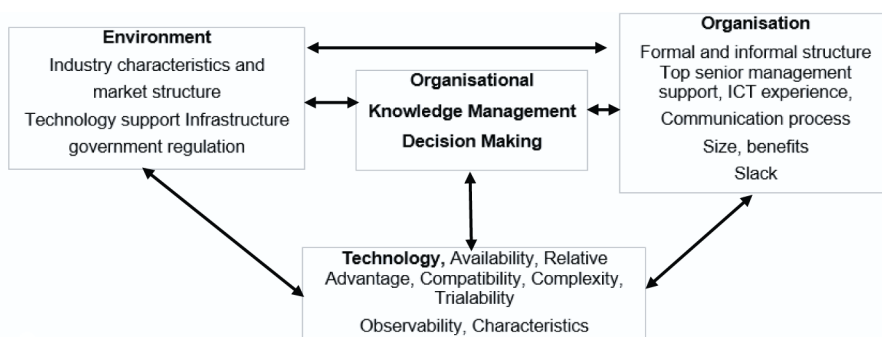 Environment
Industry characteristics and
market structure
Technology support Infrastructure
government regulation
Organisational
Knowledge Management
Decision Making
Organisation
Formal and informal structure
Top senior management
support, ICT experience,
Communication process
Size, benefits
Slack
Technology, Availability, Relative
Advantage, Compatibility, Complexity,
Trialability
Observability, Characteristics